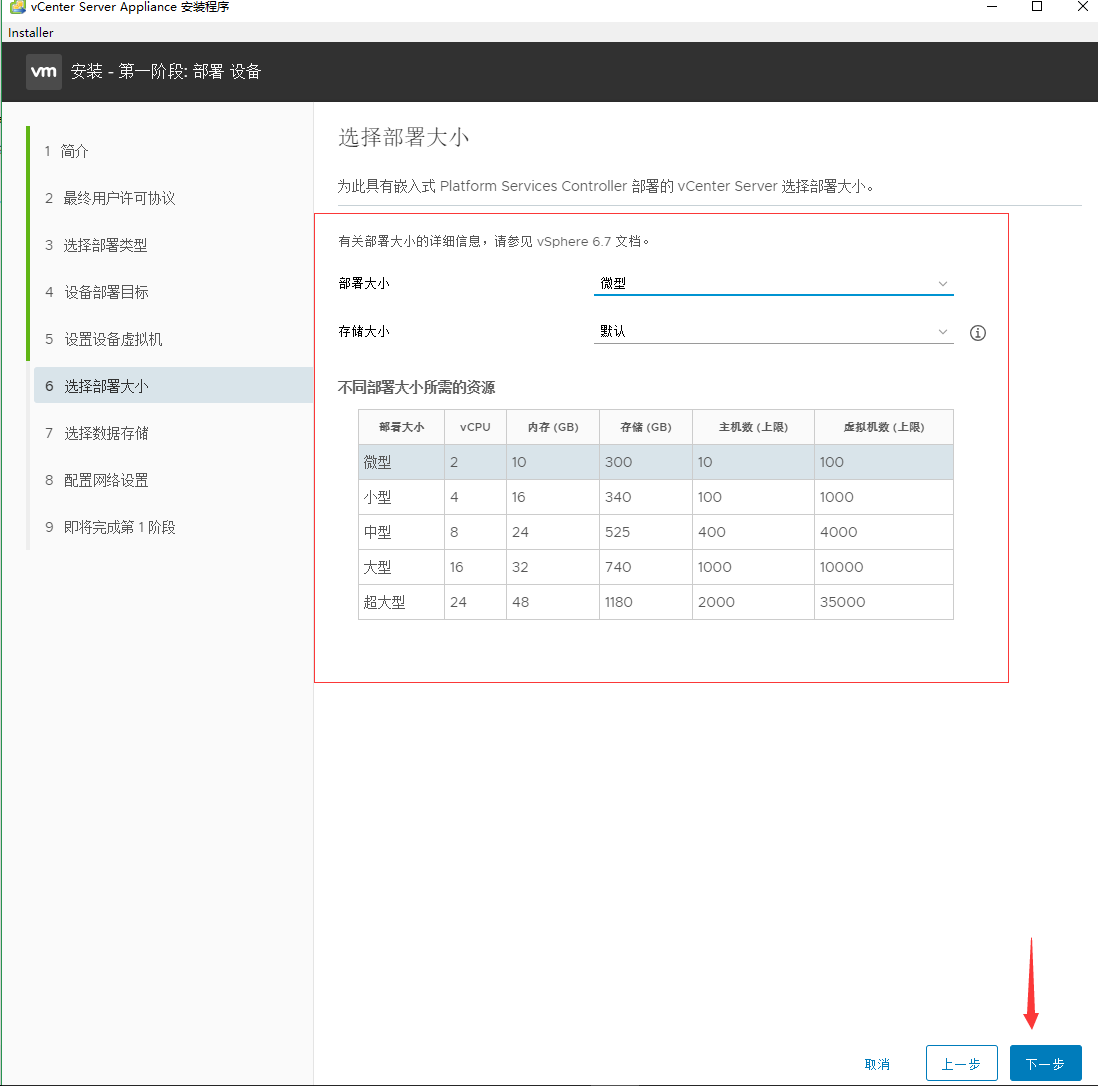 vCenter Server Appliance 安装程序
Installer
vm 安装 - 第一阶段: 部署 设备
1 简介
2 最终用户许可协议
3 选择部署类型
4 设备部署目标
5 设置设备虚拟机
6 选择部署大小
7 选择数据存储
8 配置网络设置
9 即将完成第 1 阶段
选择部署大小
为此具有嵌入式 Platform Services Controller 部署的 vCenter Server 选择部署大小。
有关部署大小的详细信息，请参见 vSphere 6.7 文档。
部署大小 微型
存储大小 默认
不同部署大小所需的资源
部署大小 vCPU 内存 (GB) 存储 (GB) 主机数 (上限) 虚拟机数 (上限)
微型 2 10 300 10 100
小型 4 16 340 100 1000
中型 8 24 525 400 4000
大型 16 32 740 1000 10000
超大型 24 48 1180 2000 35000
取消 上一步 下一步